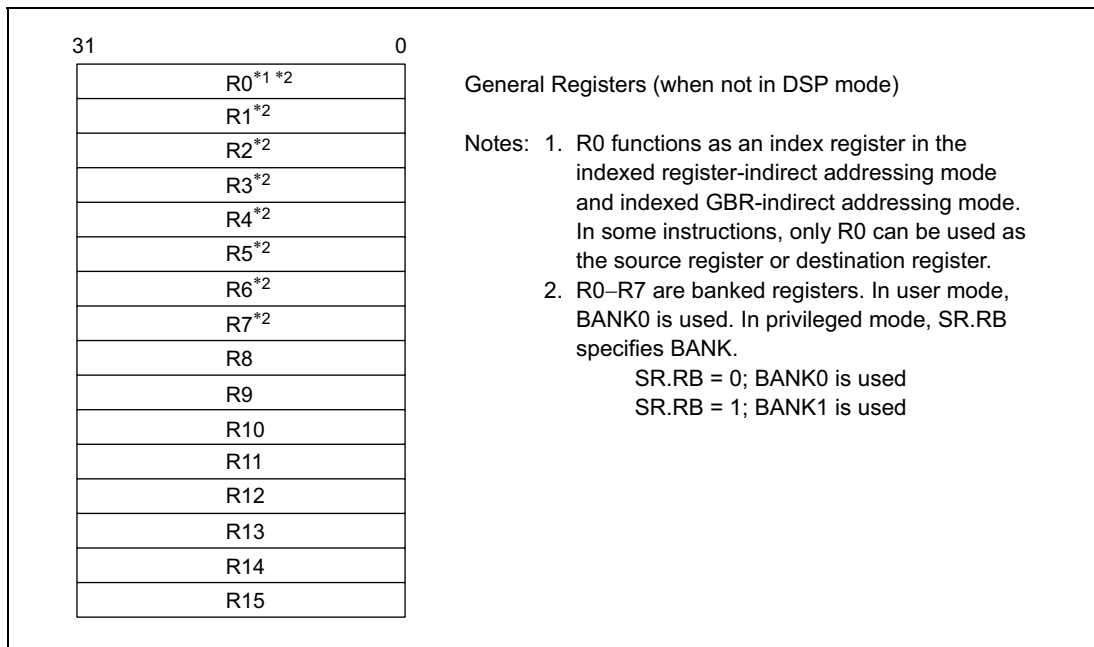 31 0
R0*1 *2
R1*2
R2*2
R3*2
R4*2
R5*2
R6*2
R7*2
R8
R9
R10
R11
R12
R13
R14
R15
General Registers (when not in DSP mode)
Notes: 1. R0 functions as an index register in the
indexed register-indirect addressing mode
and indexed GBR-indirect addressing mode.
In some instructions, only R0 can be used as
the source register or destination register.
2. R0–R7 are banked registers. In user mode,
BANK0 is used. In privileged mode, SR.RB
specifies BANK.
SR.RB = 0; BANK0 is used
SR.RB = 1; BANK1 is used